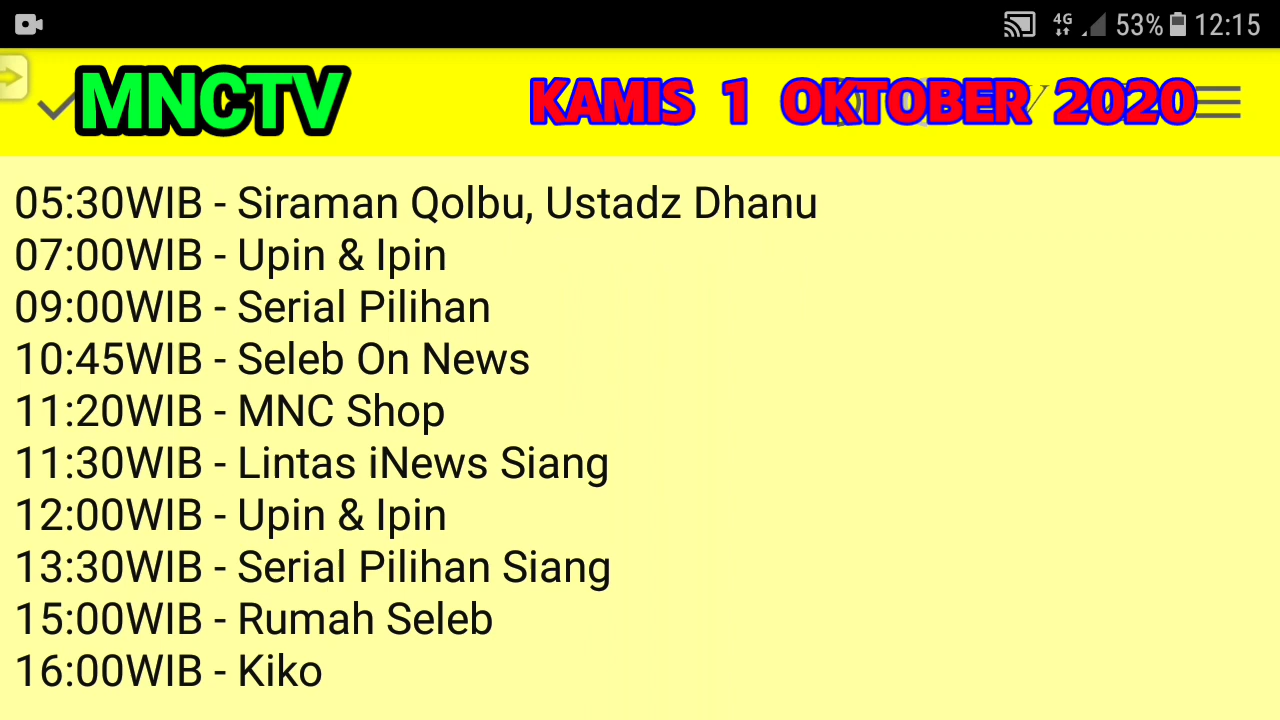 4G 53% 12:15
MNCTV KAMIS 1 OKTOBER 2020
05:30WIB - Siraman Qolbu, Ustadz Dhanu
07:00WIB - Upin & Ipin
09:00WIB - Serial Pilihan
10:45WIB - Seleb On News
11:20WIB - MNC Shop
11:30WIB - Lintas iNews Siang
12:00WIB - Upin & Ipin
13:30WIB - Serial Pilihan Siang
15:00WIB - Rumah Seleb
16:00WIB - Kiko